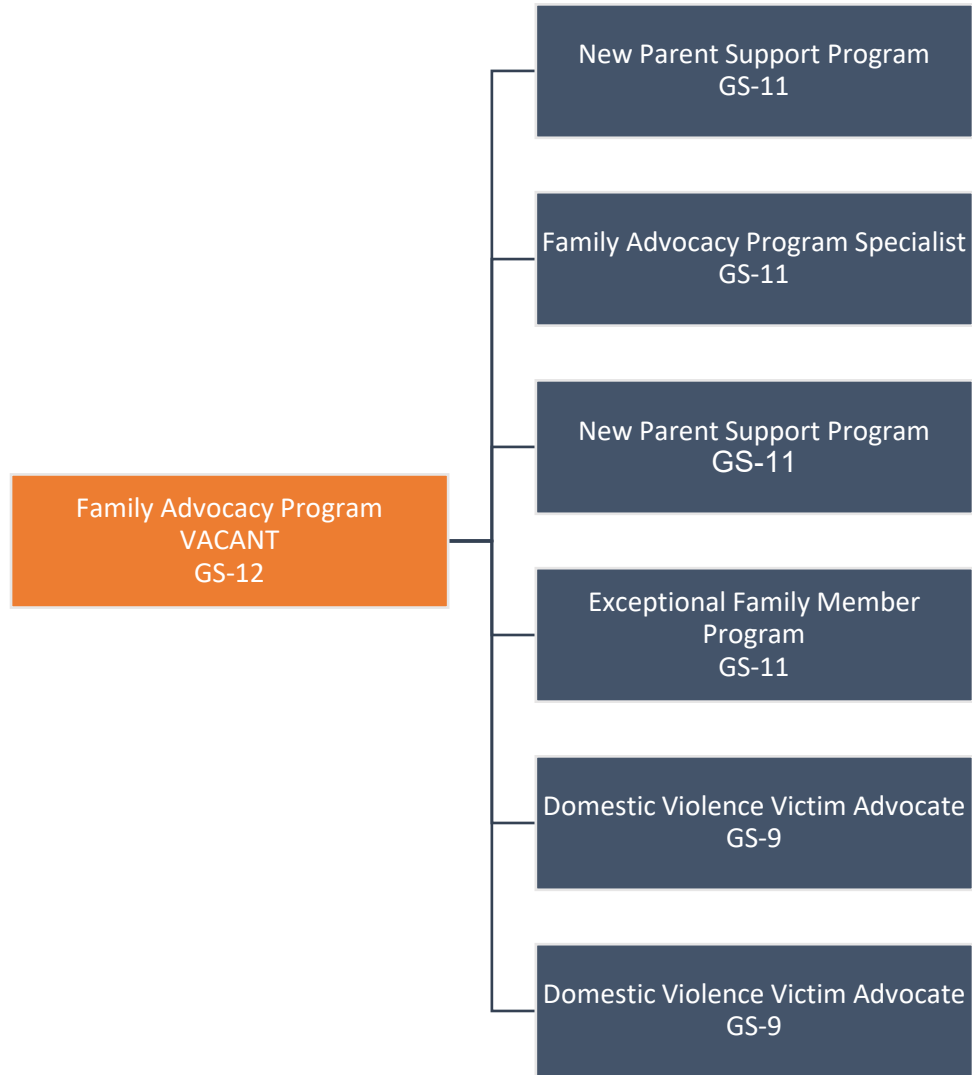 New Parent Support Program
GS-11
Family Advocacy Program Specialist
GS-11
New Parent Support Program
GS-11
Family Advocacy Program
VACANT
GS-12
Exceptional Family Member
Program
GS-11
Domestic Violence Victim Advocate
GS-9
Domestic Violence Victim Advocate
GS-9